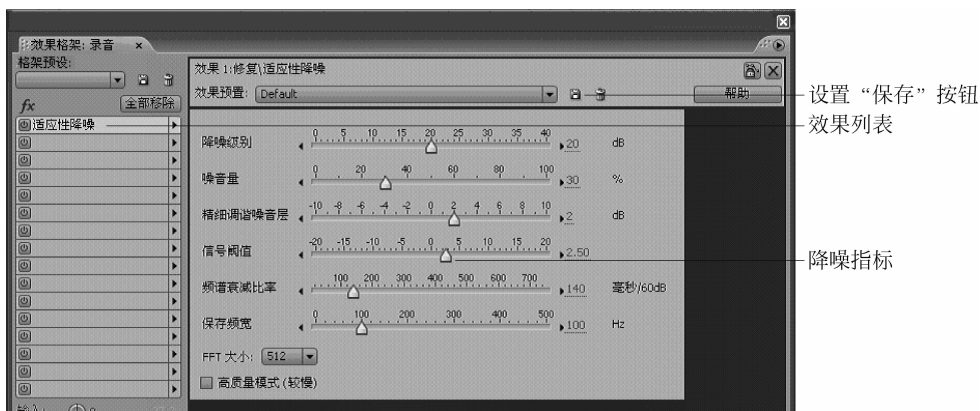 效果格架: 录音 ×
格架预设:
fx 全部移除
适应性降噪
效果 1:修复\适应性降噪
效果预置: Default 帮助
降噪级别 0 5 10 15 20 25 30 35 40 20 dB
噪音量 0 20 40 60 80 100 30 %
精细调谐噪音层 -10 -8 -6 -4 -2 0 2 4 6 8 10 2 dB
信号阈值 -20 -15 -10 -5 0 5 10 15 20 2.50
频谱衰减比率 100 200 300 400 500 600 700 140 毫秒/60dB
保存频宽 0 100 200 300 400 500 100 Hz
FFT 大小: 512
高质量模式(较慢)
设置“保存”按钮
效果列表
降噪指标